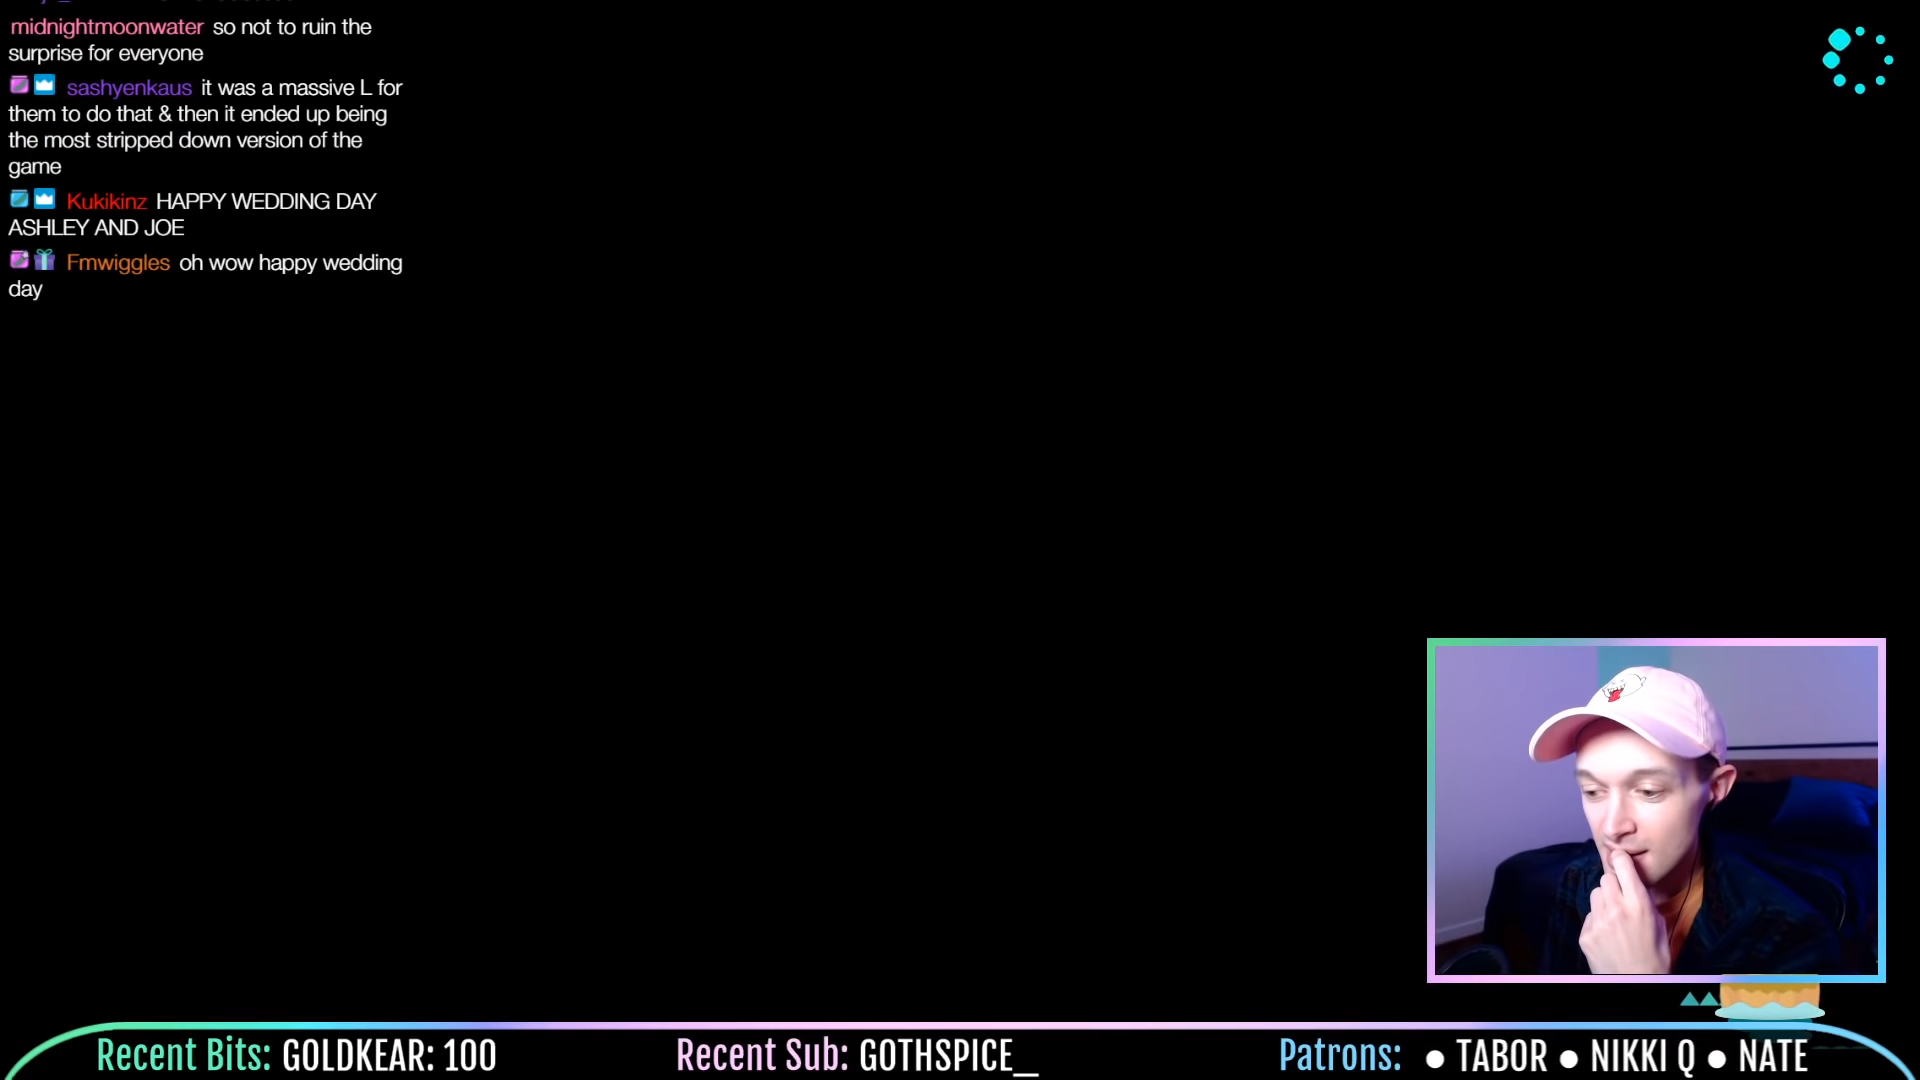 midnightmoonwater so not to ruin the
surprise for everyone
sashyenkaus it was a massive L for
them to do that & then it ended up being
the most stripped down version of the
game
Kukikinz HAPPY WEDDING DAY
ASHLEY AND JOE
Fmwiggles oh wow happy wedding
day
Recent Bits: GOLDKEAR: 100
Recent Sub: GOTHSPICE_
Patrons: ● TABOR ● NIKKI Q ● NATE